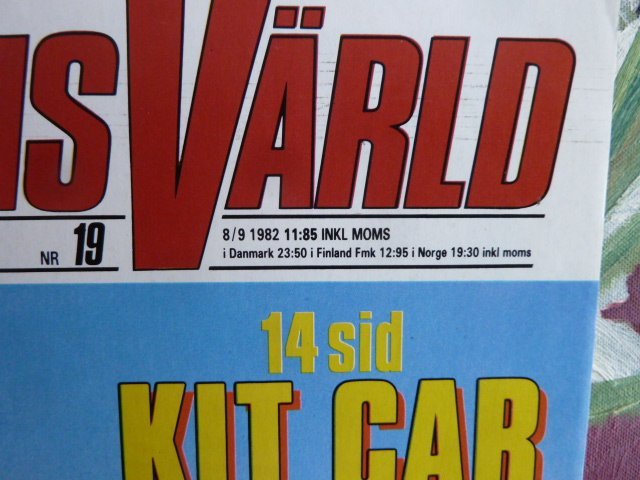 NSVÄRLD
NR 19
8/9 1982 11:85 INKL MOMS
i Danmark 23:50 i Finland Fmk 12:95 i Norge 19:30 inkl moms
14 sid
KIT CAR